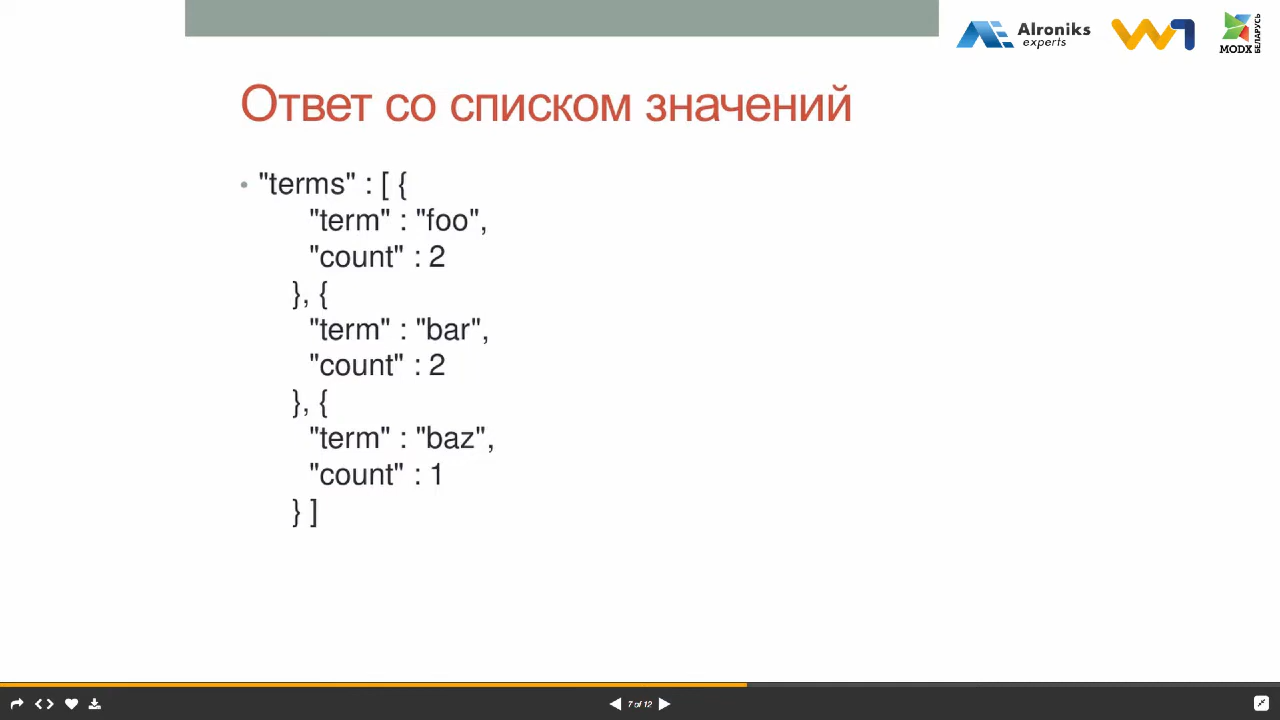 Alroniks
experts
MODX
БЕЛАРУСЬ
Ответ со списком значений
• "terms" : [ {
"term" : "foo",
"count" : 2
}, {
"term" : "bar",
"count" : 2
}, {
"term" : "baz",
"count" : 1
} ]
7 of 12